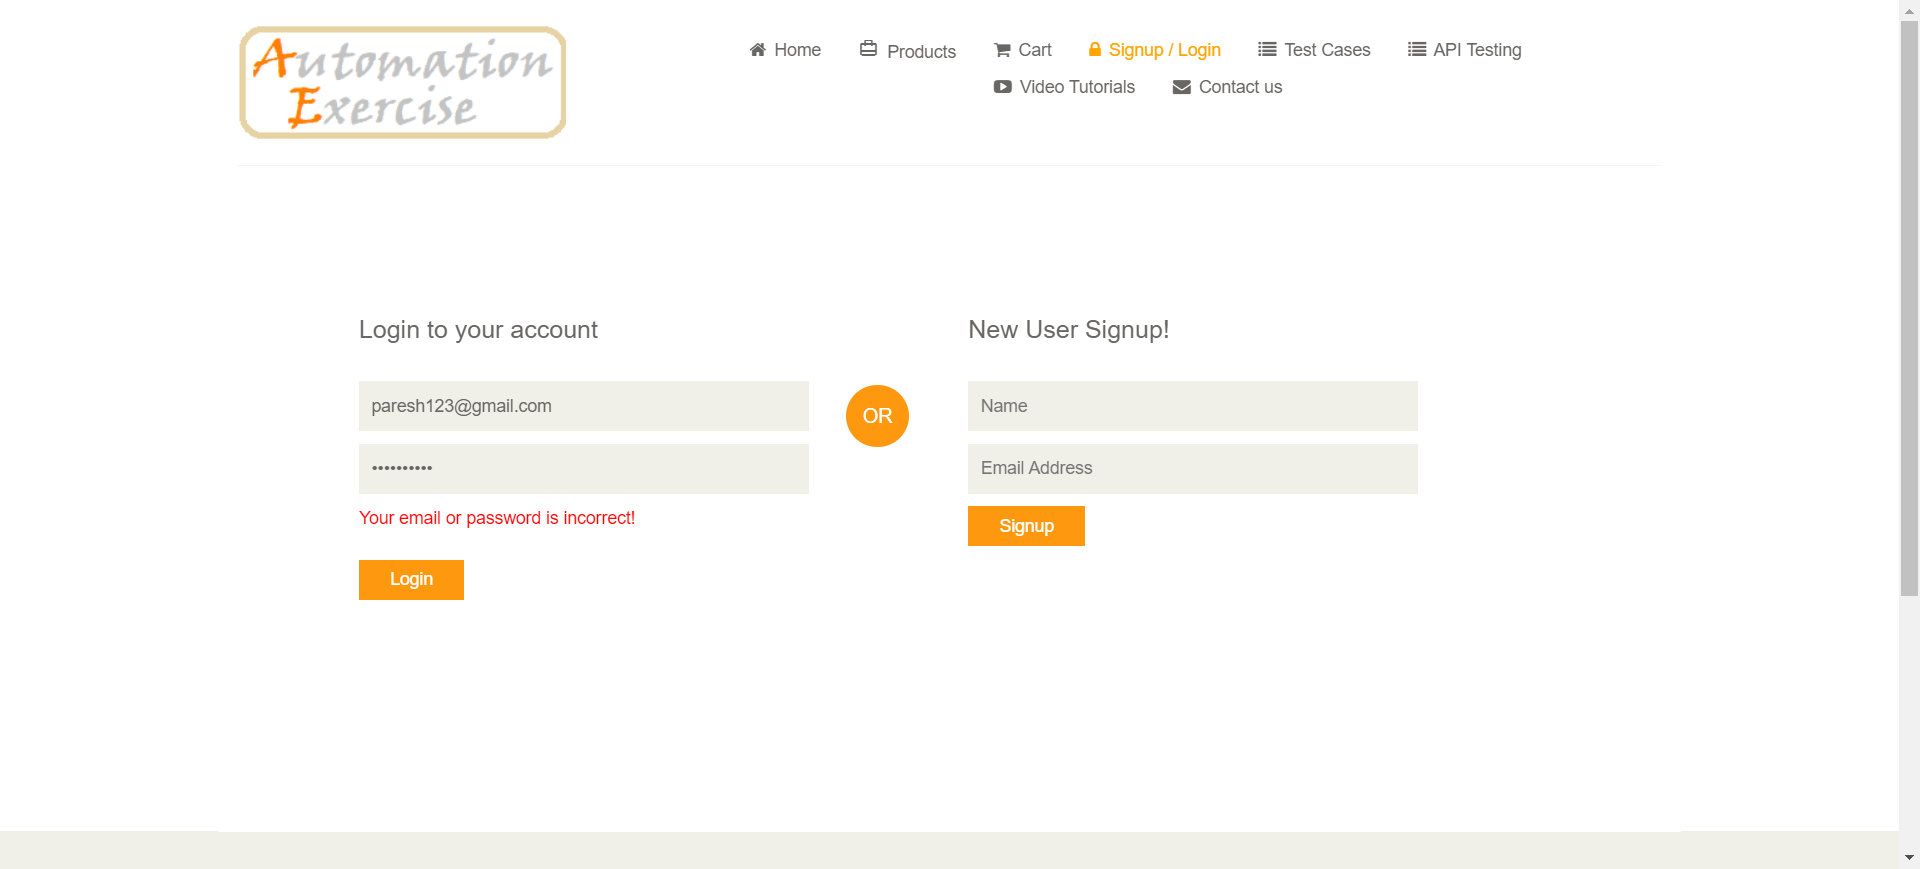 Automation
Exercise
Home
Products
Cart
Signup / Login
Test Cases
API Testing
Video Tutorials
Contact us
Login to your account
paresh123@gmail.com
••••••••••
Your email or password is incorrect!
Login
OR
New User Signup!
Name
Email Address
Signup